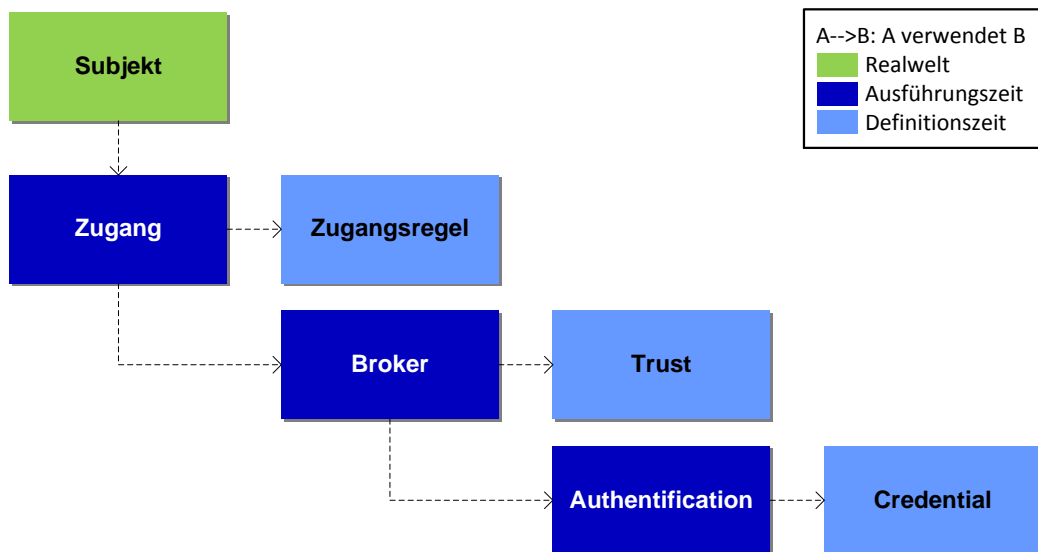 Subjekt
A-->B: A verwendet B
Realwelt
Ausführungszeit
Definitionszeit
Zugang
Zugangsregel
Broker
Trust
Authentification
Credential